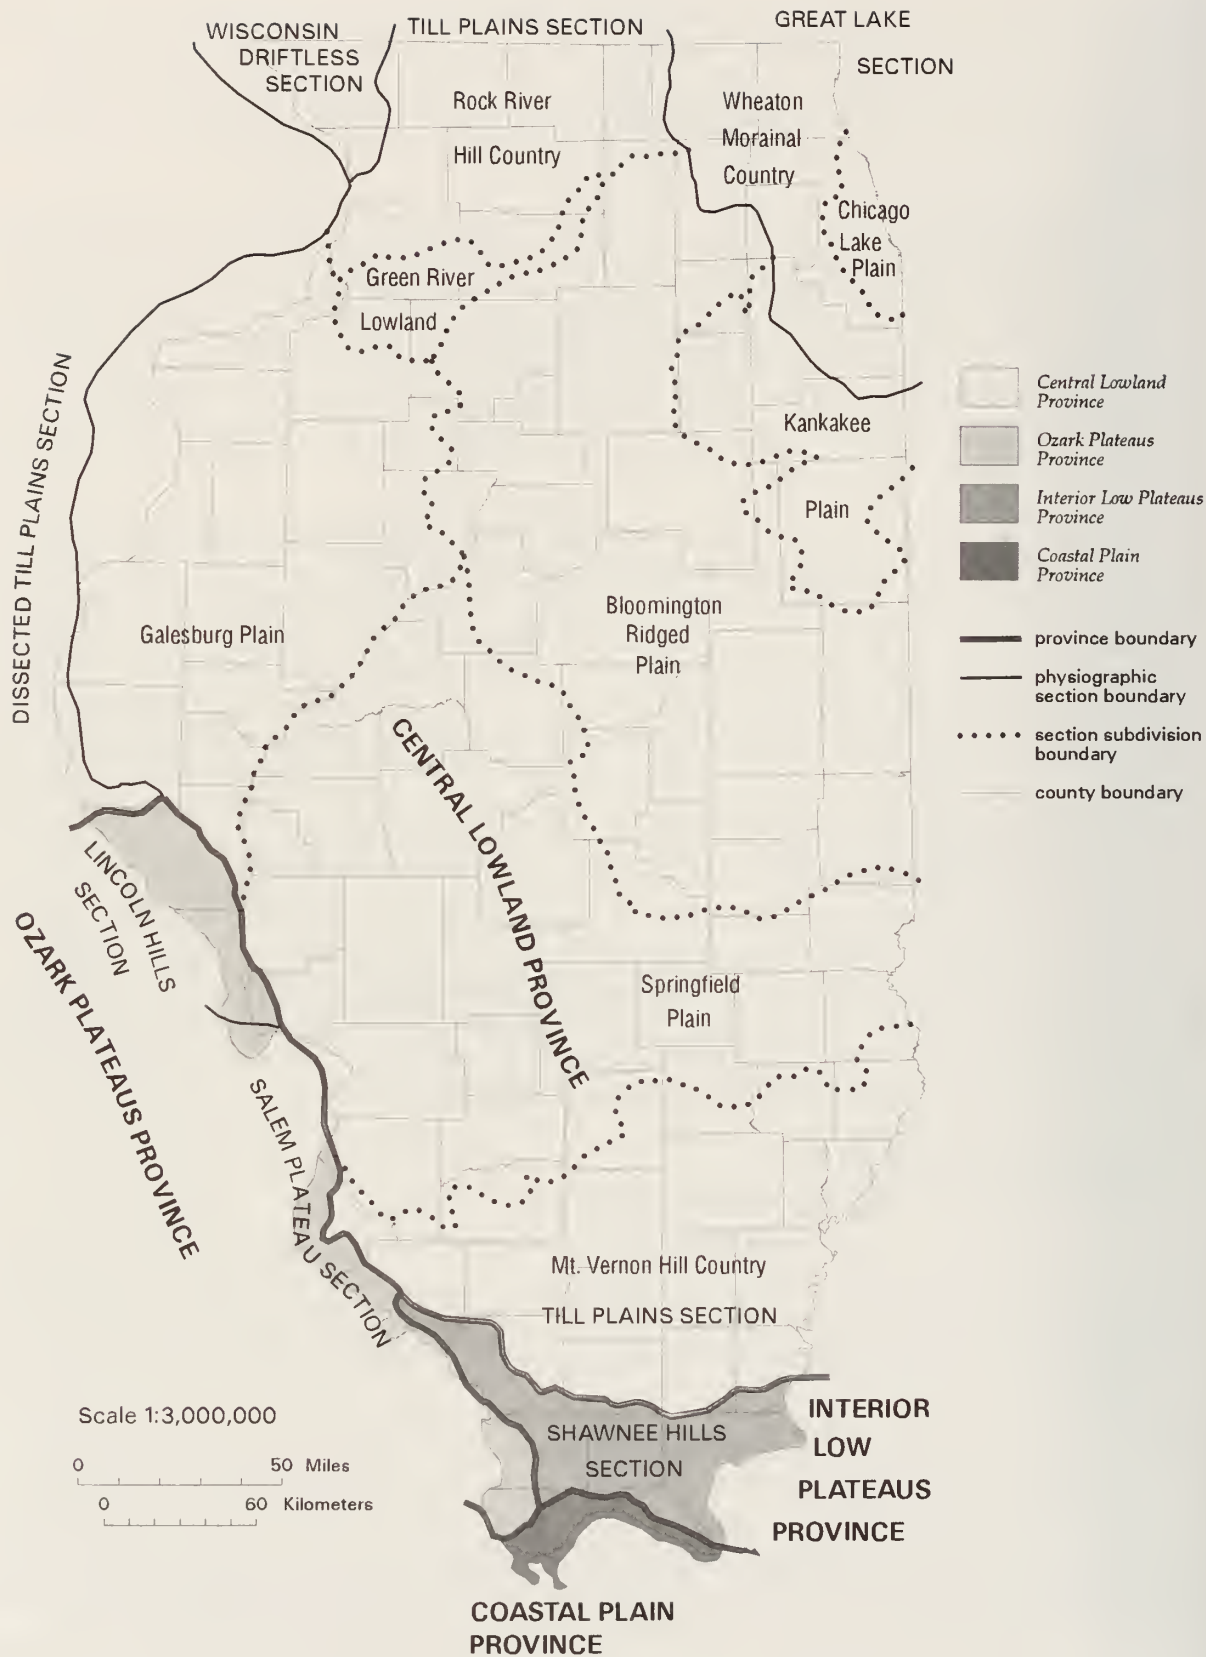 WISCONSIN
DRIFTLESS
SECTION
TILL PLAINS SECTION
GREAT LAKE
SECTION
Rock River
Hill Country
Wheaton
Morainal
Country
Chicago
Lake
Plain
Green River
Lowland
DISSECTED TILL PLAINS SECTION
Kankakee
Plain
Central Lowland
Province
Ozark Plateaus
Province
Interior Low Plateaus
Province
Coastal Plain
Province
province boundary
physiographic
section boundary
section subdivision
boundary
county boundary
Galesburg Plain
Bloomington
Ridged
Plain
CENTRAL LOWLAND PROVINCE
LINCOLN HILLS
SECTION
OZARK PLATEAUS PROVINCE
Springfield
Plain
SALEM PLATEAU SECTION
Mt. Vernon Hill Country
TILL PLAINS SECTION
Scale 1:3,000,000
0 50 Miles
0 60 Kilometers
SHAWNEE HILLS
SECTION
INTERIOR
LOW
PLATEAUS
PROVINCE
COASTAL PLAIN
PROVINCE